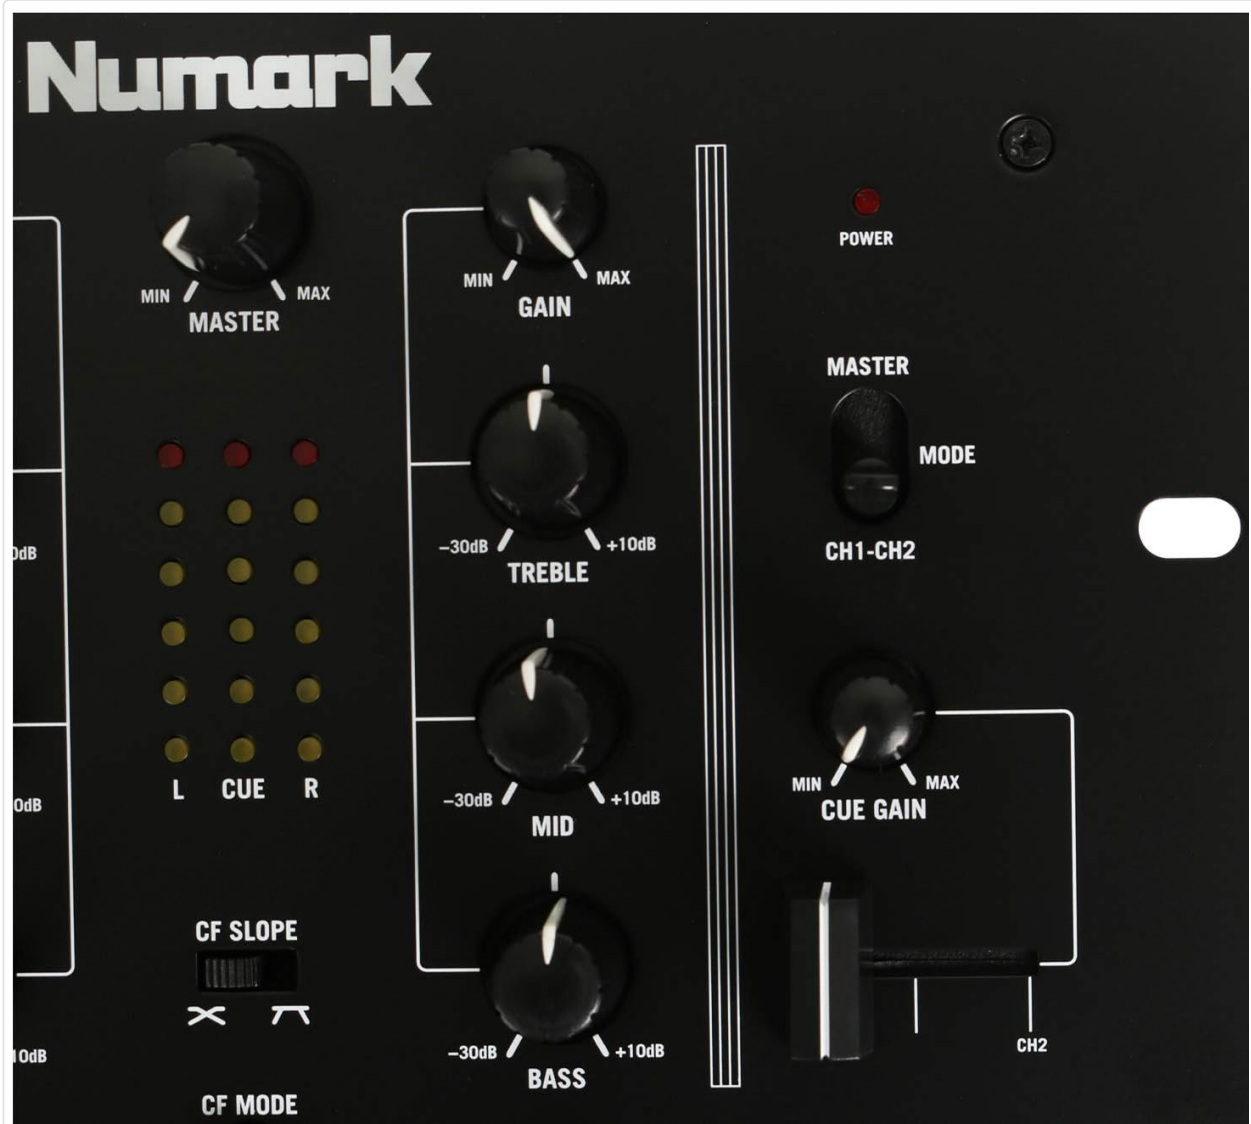 Numark
POWER
MIN MAX
MASTER
MIN MAX
GAIN
MASTER
MODE
CH1-CH2
-30dB +10dB
TREBLE
MIN MAX
CUE GAIN
L CUE R
-30dB +10dB
MID
CF SLOPE
CH2
-30dB +10dB
BASS
10dB
CF MODE